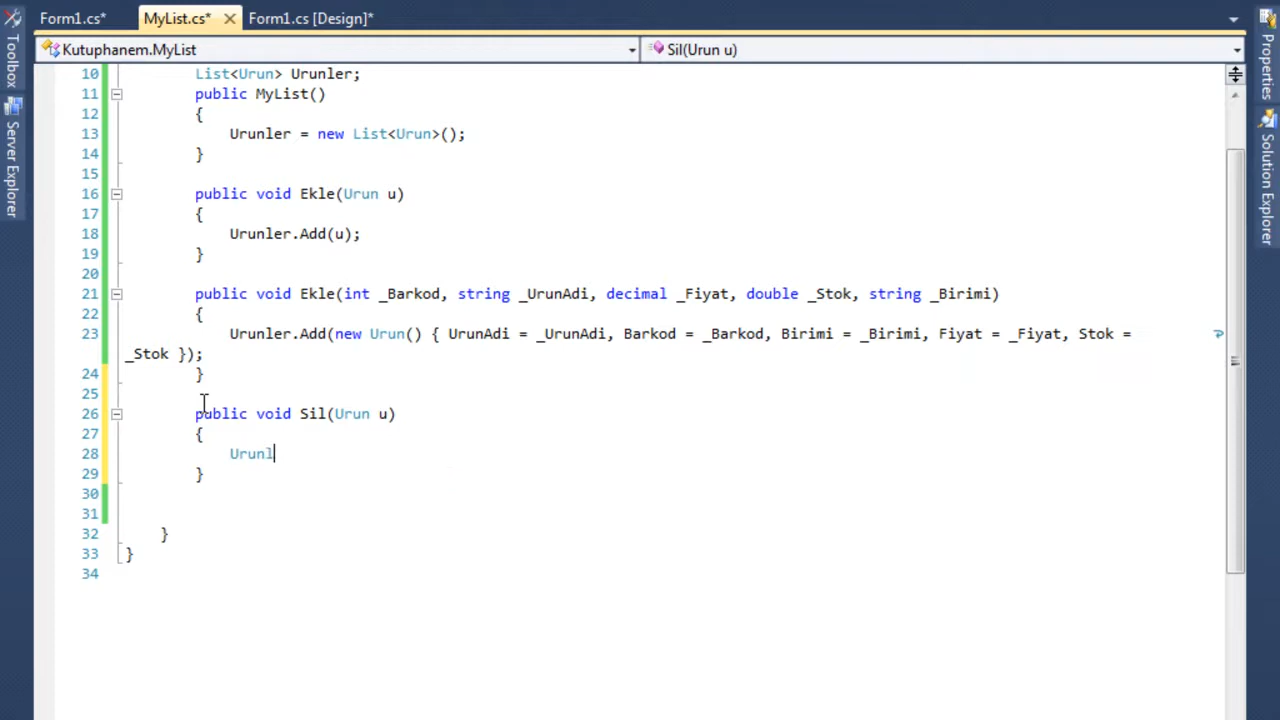 Form1.cs* MyList.cs* Form1.cs [Design]*
Kutuphanem.MyList Sil(Urun u)
Toolbox
Server Explorer
Properties
Solution Explorer
10 List<Urun> Urunler;
11 public MyList()
12 {
13 Urunler = new List<Urun>();
14 }
15
16 public void Ekle(Urun u)
17 {
18 Urunler.Add(u);
19 }
20
21 public void Ekle(int _Barkod, string _UrunAdi, decimal _Fiyat, double _Stok, string _Birimi)
22 {
23 Urunler.Add(new Urun() { UrunAdi = _UrunAdi, Barkod = _Barkod, Birimi = _Birimi, Fiyat = _Fiyat, Stok =
_Stok });
24 }
25
26 public void Sil(Urun u)
27 {
28 Urunl
29 }
30
31
32 }
33 }
34